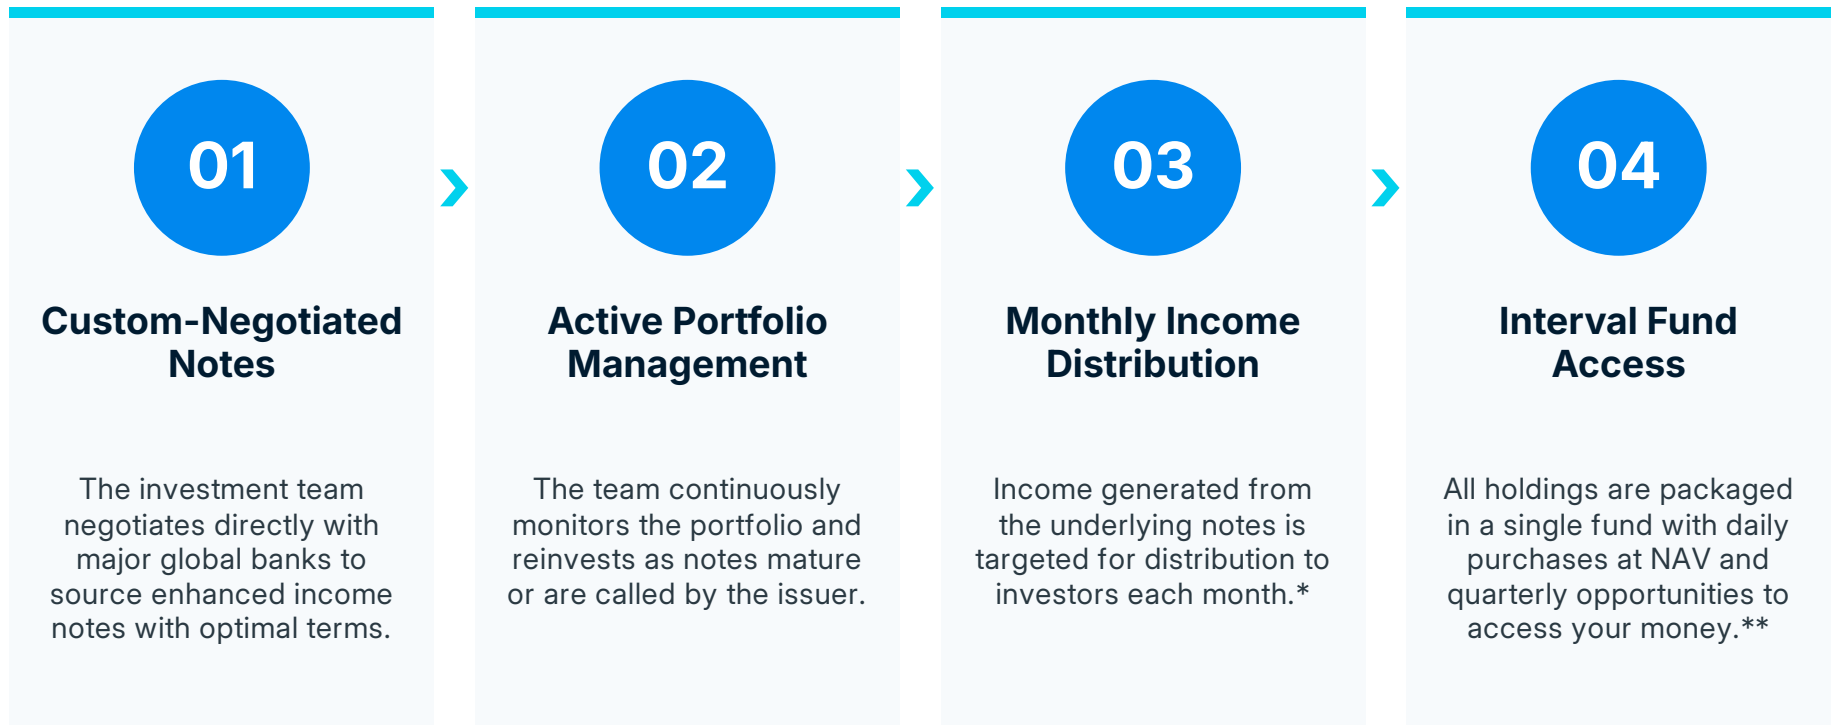 01
Custom-Negotiated
Notes
The investment team
negotiates directly with
major global banks to
source enhanced income
notes with optimal terms.
02
Active Portfolio
Management
The team continuously
monitors the portfolio and
reinvests as notes mature
or are called by the issuer.
03
Monthly Income
Distribution
Income generated from
the underlying notes is
targeted for distribution to
investors each month.*
04
Interval Fund
Access
All holdings are packaged
in a single fund with daily
purchases at NAV and
quarterly opportunities to
access your money.**